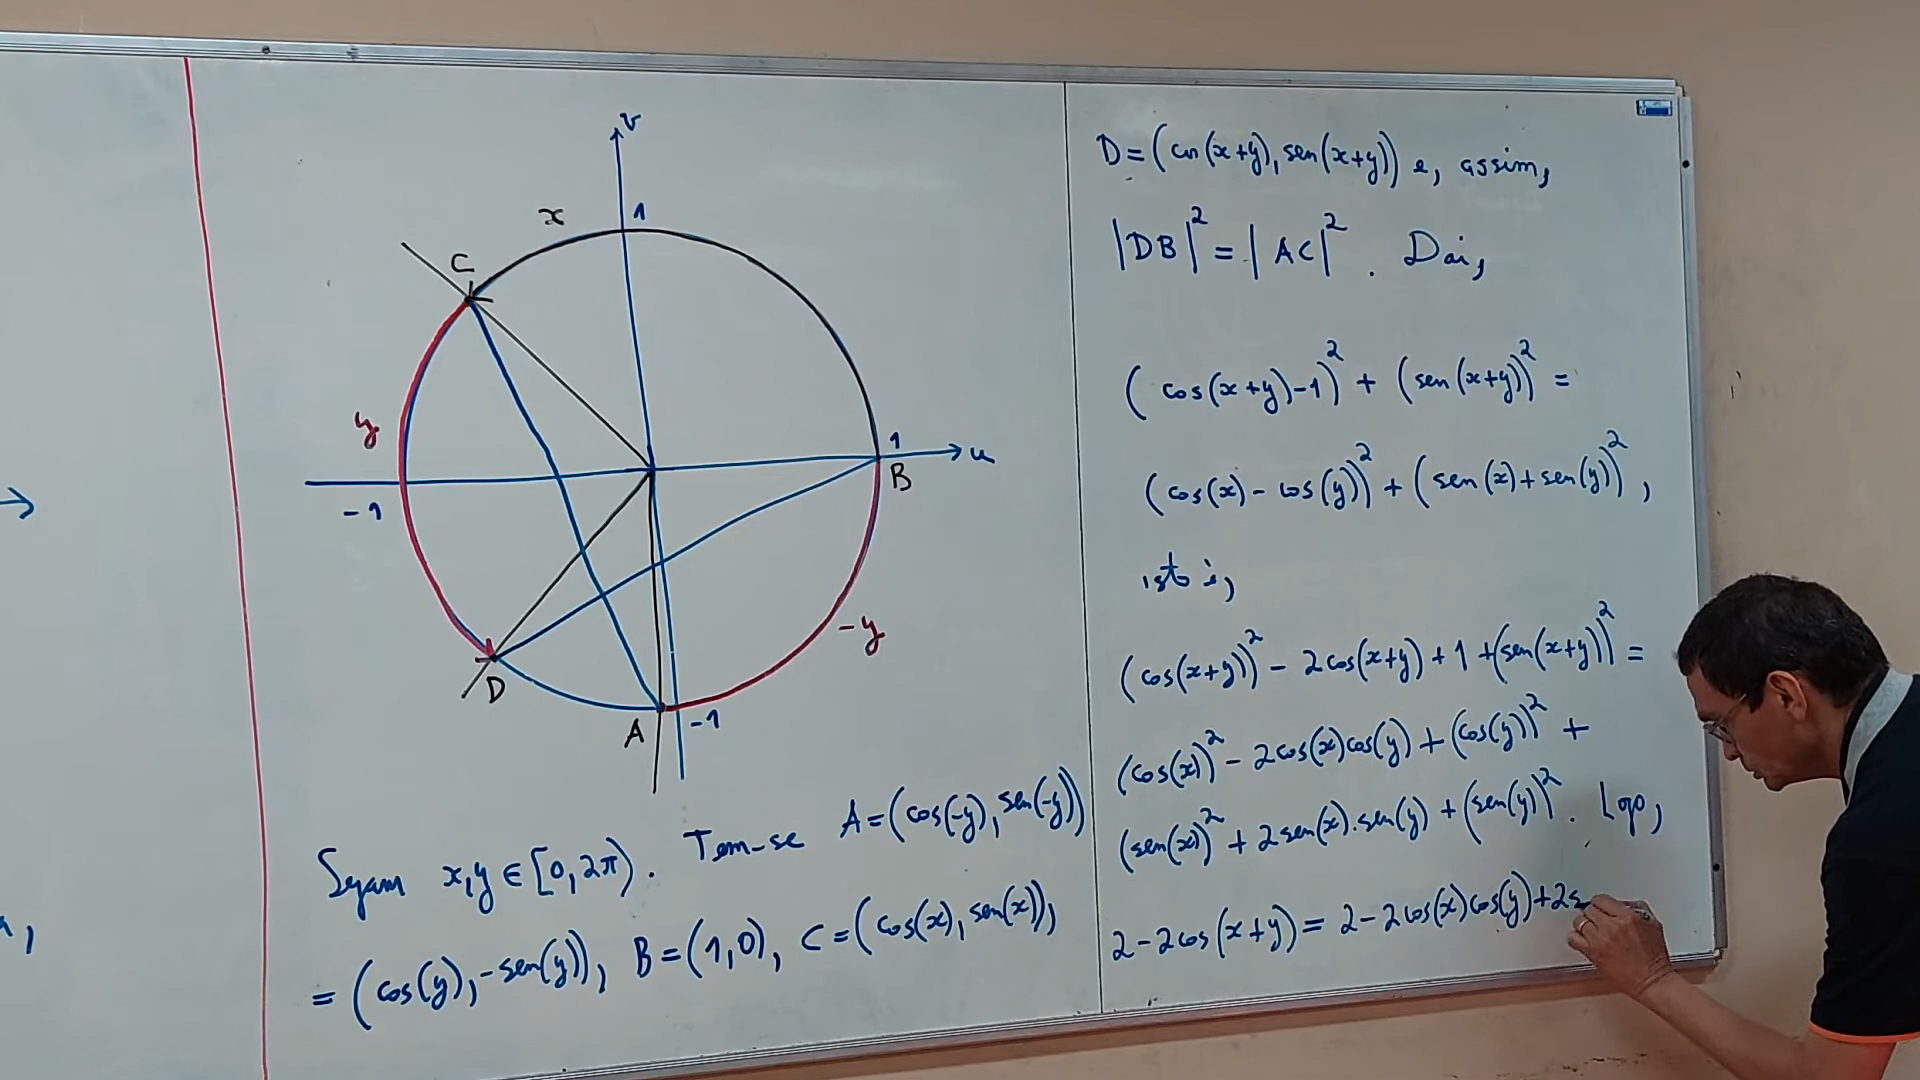 v
x
1
C
y
1
u
B
-1
-y
D
A
-1
Sejam x,y ∈ [0,2π). Tem-se A=(cos(-y), sen(-y))
=(cos(y),-sen(y)), B=(1,0), C=(cos(x), sen(x)),
D=(cos(x+y), sen(x+y)) e, assim,
|DB|² = |AC|². Daí,
(cos(x+y)-1)² + (sen(x+y))² =
(cos(x)-cos(y))² + (sen(x)+sen(y))²,
isto é,
(cos(x+y))² - 2cos(x+y)+1+(sen(x+y))² =
(cos(x))² - 2cos(x)cos(y)+(cos(y))² +
(sen(x))² + 2sen(x).sen(y) + (sen(y))². Logo,
2-2cos(x+y)= 2-2cos(x)cos(y)+2s